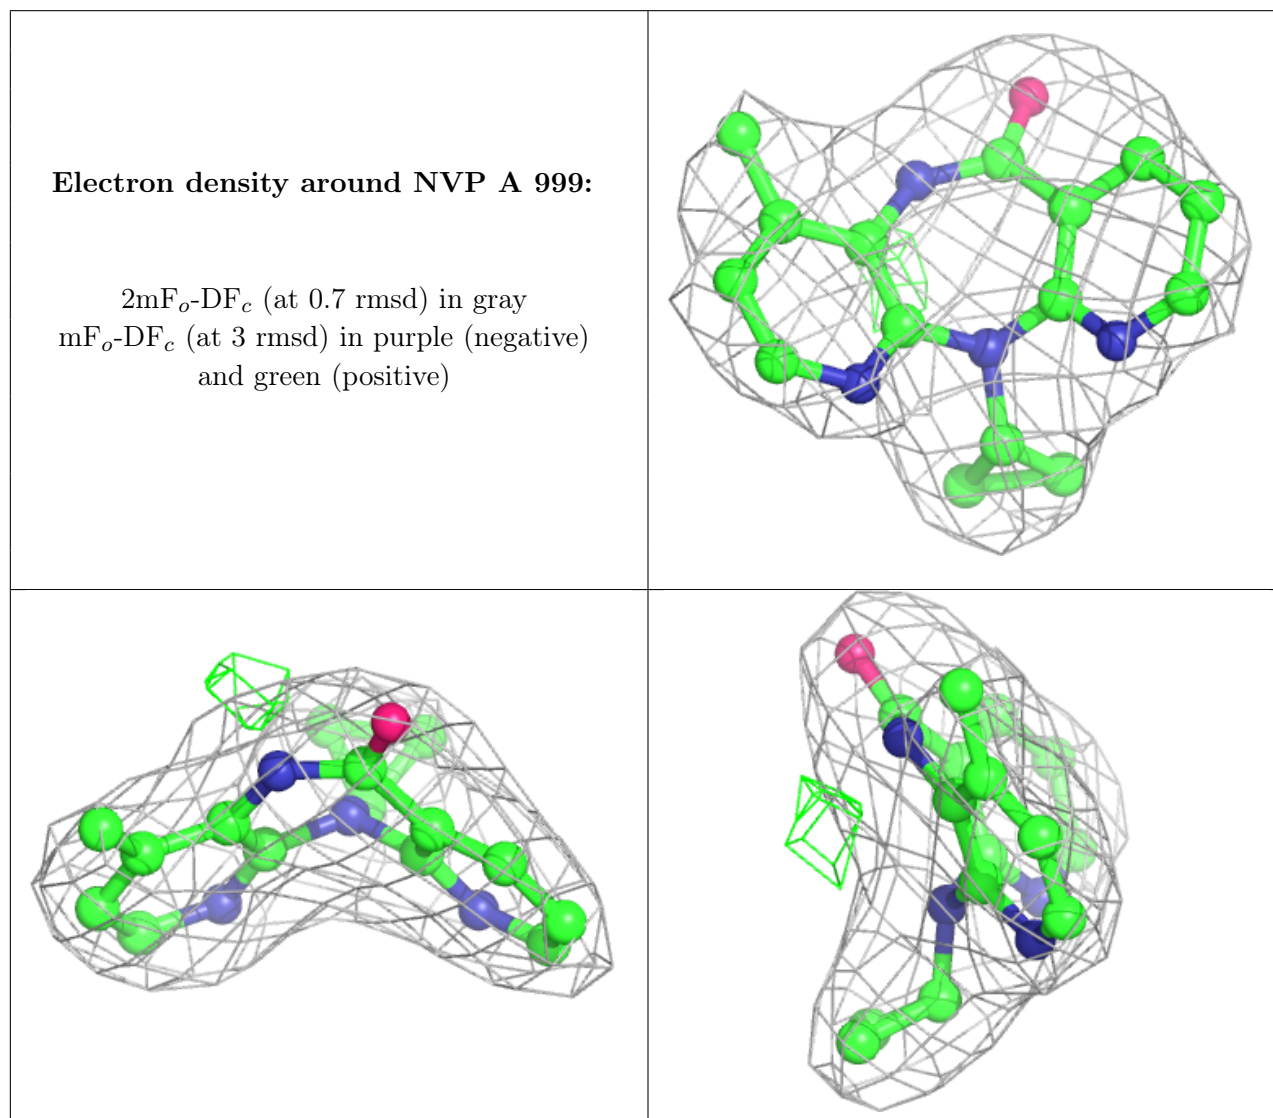 Electron density around NVP A 999:
2mFₒ-DF𝒸 (at 0.7 rmsd) in gray
mFₒ-DF𝒸 (at 3 rmsd) in purple (negative)
and green (positive)